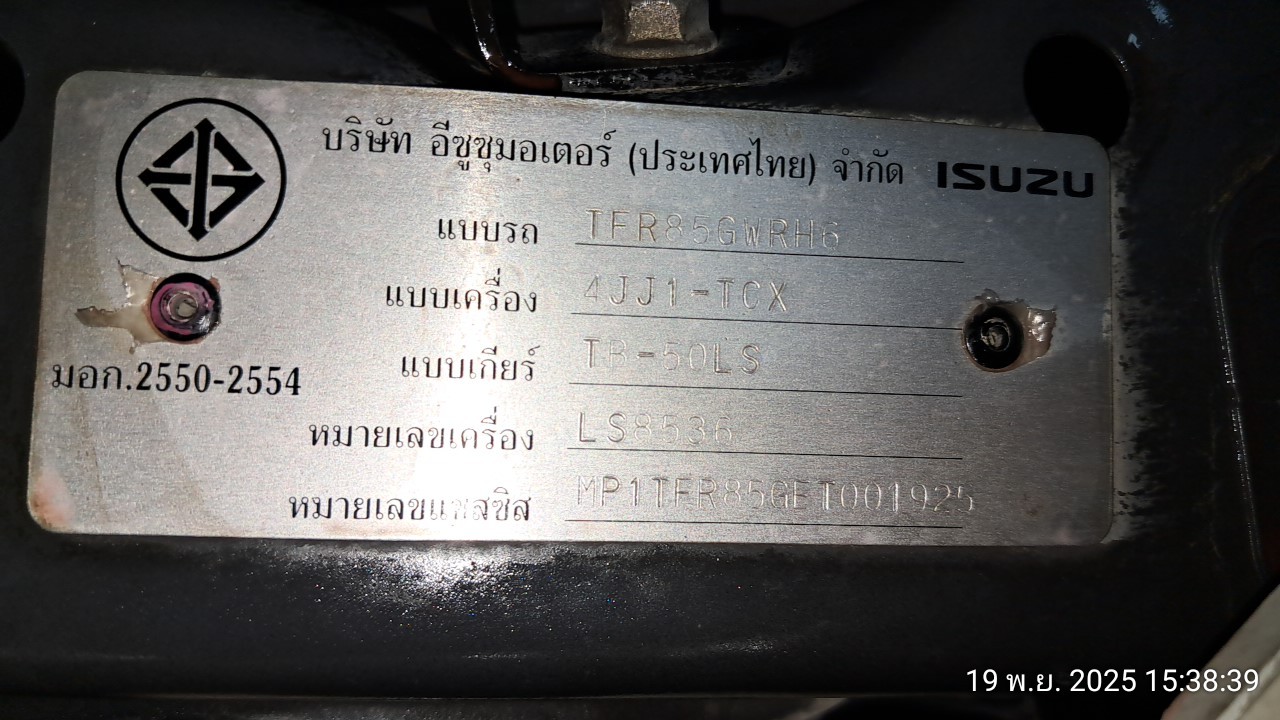 บริษัท อีซูซุมอเตอร์ (ประเทศไทย) จำกัด ISUZU
แบบรถ TFR85GWRH6
แบบเครื่อง 4JJ1-TCX
แบบเกียร์ TB-50LS
มอก.2550-2554
หมายเลขเครื่อง LS8536
หมายเลขแซสซิส MP1TFR85GET001925
19 พ.ย. 2025 15:38:39